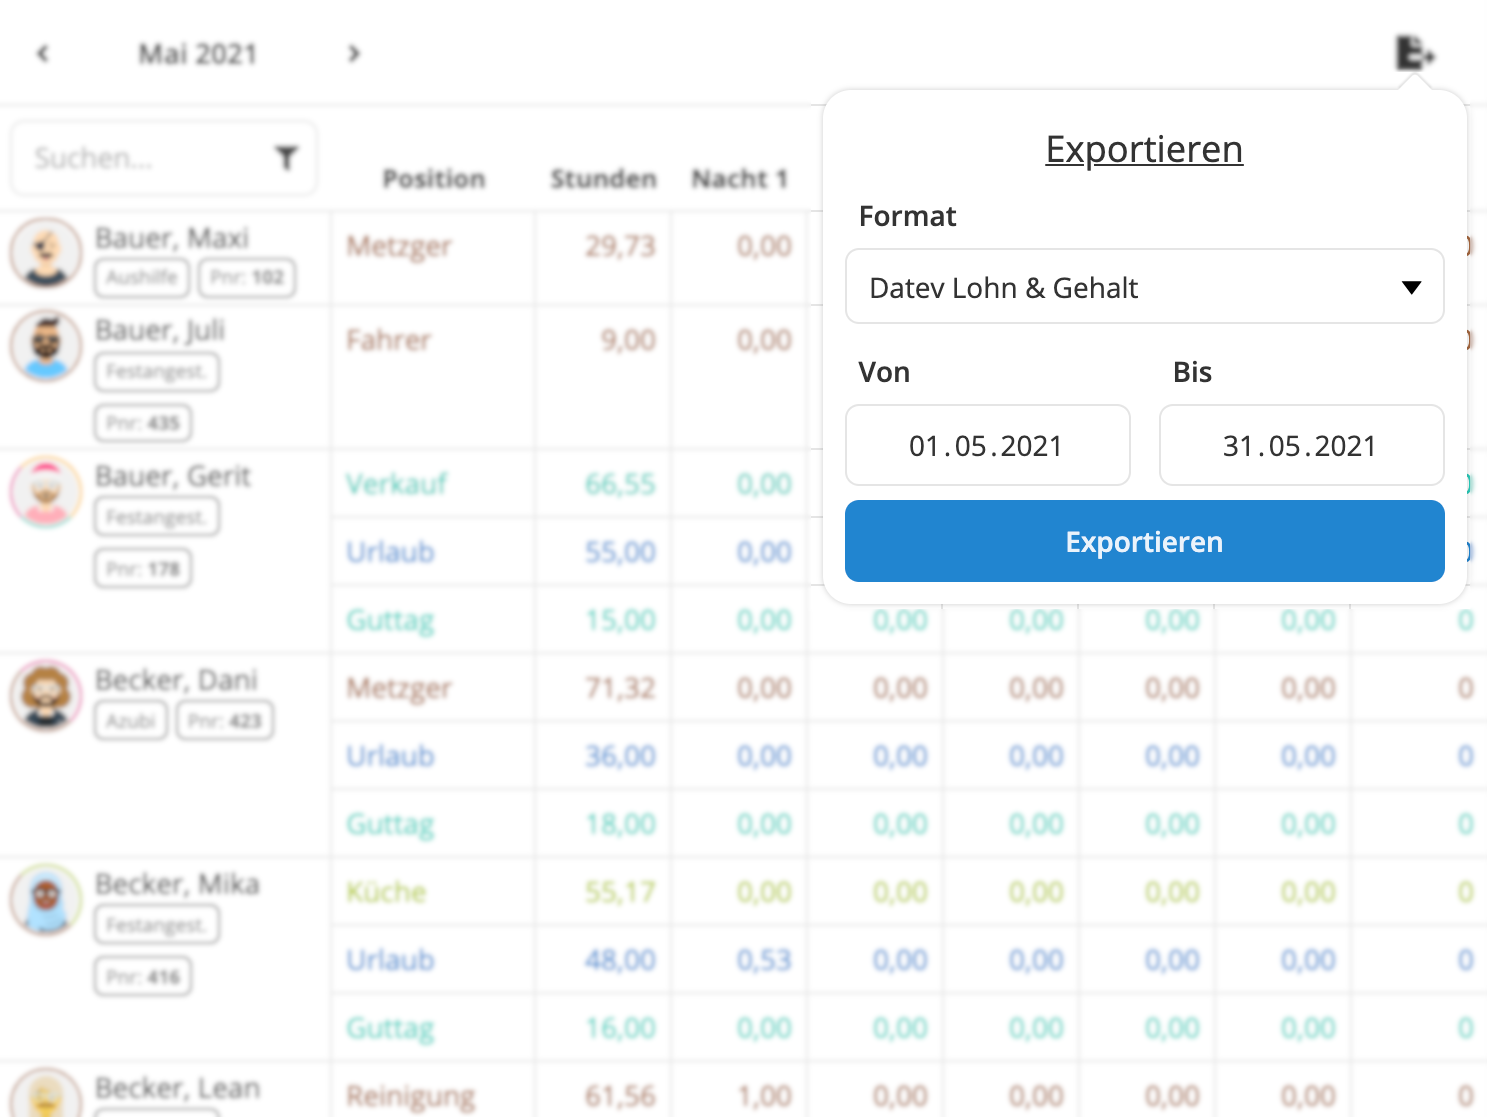 Mai 2021
Suchen...
Position Stunden Nacht 1
Exportieren
Format
Datev Lohn & Gehalt
Von Bis
01.05.2021 31.05.2021
Exportieren
Bauer, Maxi Metzger 29,73 0,00
Aushilfe Pnr: 102
Bauer, Juli Fahrer 9,00 0,00
Festangest.
Pnr: 435
Bauer, Gerit Verkauf 66,55 0,00
Festangest.
Urlaub 55,00 0,00
Pnr: 178
Guttag 15,00 0,00 0,00 0,00 0,00 0,00 0
Becker, Dani Metzger 71,32 0,00 0,00 0,00 0,00 0,00 0
Azubi Pnr: 423
Urlaub 36,00 0,00 0,00 0,00 0,00 0,00 0
Guttag 18,00 0,00 0,00 0,00 0,00 0,00 0
Becker, Mika Küche 55,17 0,00 0,00 0,00 0,00 0,00 0
Festangest.
Urlaub 48,00 0,53 0,00 0,00 0,00 0,00 0
Pnr: 416
Guttag 16,00 0,00 0,00 0,00 0,00 0,00 0
Becker, Lean Reinigung 61,56 1,00 0,00 0,00 0,00 0,00 0